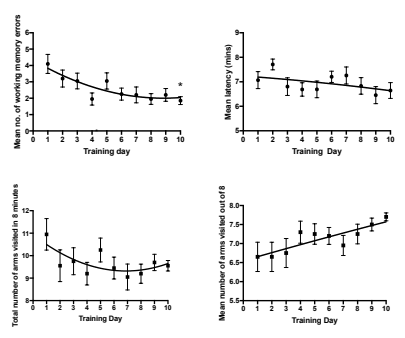 Mean no. of working memory errors
6
5
4
3
2
1
0
*
0 1 2 3 4 5 6 7 8 9 10
Training day
Mean latency (mins)
9
8
7
6
5
0 1 2 3 4 5 6 7 8 9 10
Training Day
Total number of arms visited in 8 minutes
12
11
10
9
8
0 1 2 3 4 5 6 7 8 9 10
Training Day
Mean number of arms visited out of 8
8.0
7.5
7.0
6.5
6.0
5.5
0 1 2 3 4 5 6 7 8 9 10
Training Day